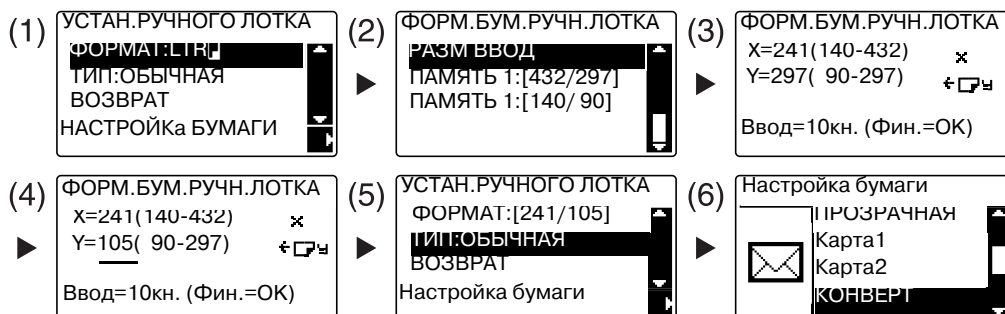 (1)
УСТАН.РУЧНОГО ЛОТКА
ФОРМАТ:LTR
ТИП:ОБЫЧНАЯ
ВОЗВРАТ
НАСТРОЙКа БУМАГИ
(2)
ФОРМ.БУМ.РУЧН.ЛОТКА
РАЗМ ВВОД
ПАМЯТЬ 1:[432/297]
ПАМЯТЬ 1:[140/ 90]
(3)
ФОРМ.БУМ.РУЧН.ЛОТКА
X=241(140-432) x
Y=297( 90-297) y
Ввод=10кн. (Фин.=OK)
(4)
ФОРМ.БУМ.РУЧН.ЛОТКА
X=241(140-432) x
Y=105( 90-297) y
Ввод=10кн. (Фин.=OK)
(5)
УСТАН.РУЧНОГО ЛОТКА
ФОРМАТ:[241/105]
ТИП:ОБЫЧНАЯ
ВОЗВРАТ
Настройка бумаги
(6)
Настройка бумаги
ПРОЗРАЧНАЯ
Карта1
Карта2
КОНВЕРТ